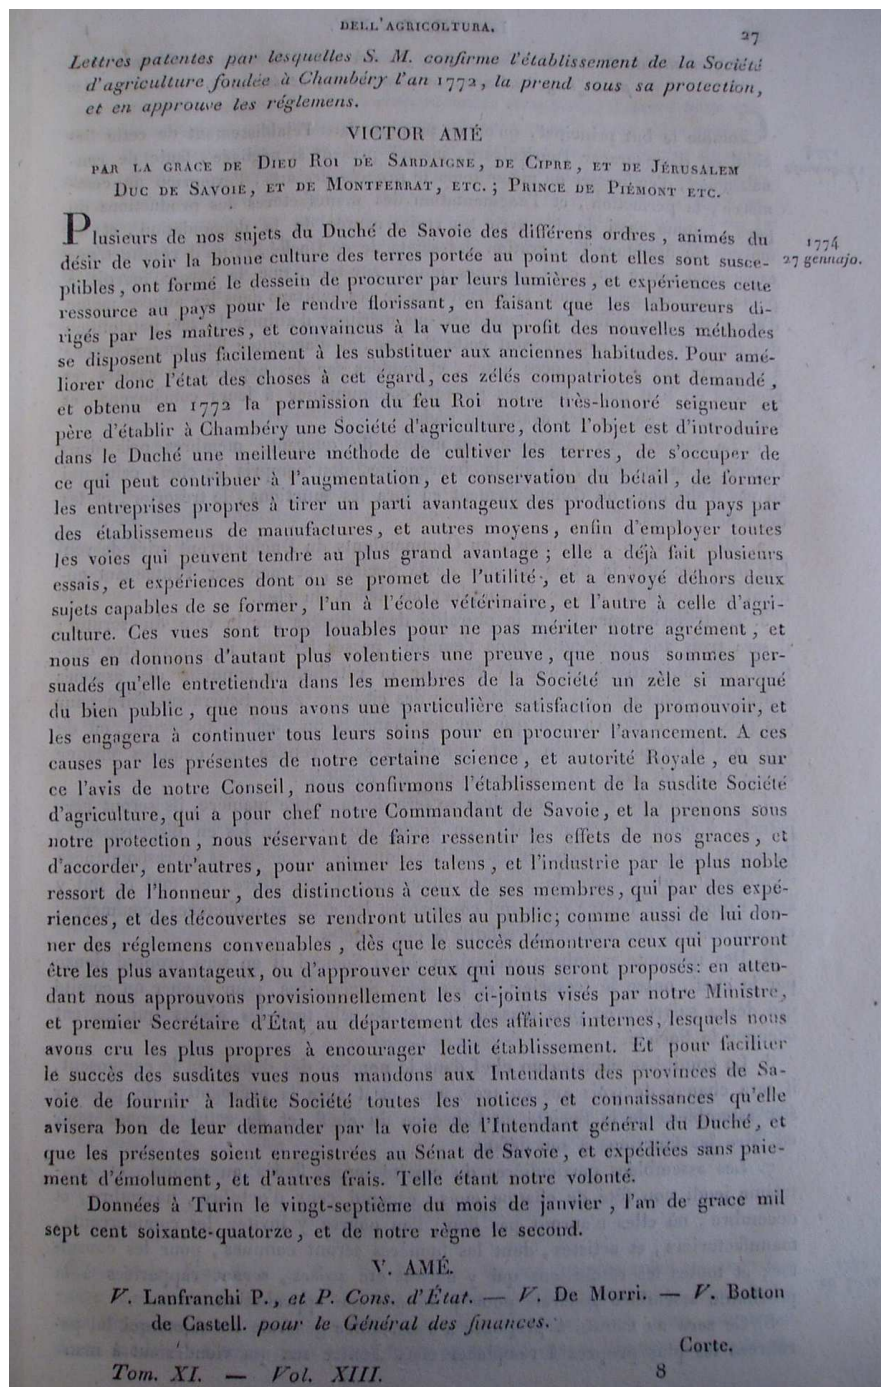 DELL'AGRICOLTURA.
27
Lettres patentes par lesquelles S. M. confirme l'établissement de la Société
d'agriculture fondée à Chambéry l'an 1772, la prend sous sa protection,
et en approuve les réglemens.
VICTOR AMÉ
PAR LA GRACE DE DIEU ROI DE SARDAIGNE, DE CIPRE, ET DE JÉRUSALEM
DUC DE SAVOIE, ET DE MONTFERRAT, ETC.; PRINCE DE PIÉMONT ETC.
Plusieurs de nos sujets du Duché de Savoie des différens ordres, animés du
1774
27 gennajo.
désir de voir la bonne culture des terres portée au point dont elles sont susce-
ptibles, ont formé le dessein de procurer par leurs lumières, et expériences cette
ressource au pays pour le rendre florissant, en faisant que les laboureurs di-
rigés par les maîtres, et convaincus à la vue du profit des nouvelles méthodes
se disposent plus facilement à les substituer aux anciennes habitudes. Pour amé-
liorer donc l'état des choses à cet égard, ces zélés compatriotes ont demandé,
et obtenu en 1772 la permission du feu Roi notre très-honoré seigneur et
père d'établir à Chambéry une Société d'agriculture, dont l'objet est d'introduire
dans le Duché une meilleure méthode de cultiver les terres, de s'occuper de
ce qui peut contribuer à l'augmentation, et conservation du bétail, de former
les entreprises propres à tirer un parti avantageux des productions du pays par
des établissemens de manufactures, et autres moyens, enfin d'employer toutes
les voies qui peuvent tendre au plus grand avantage; elle a déjà fait plusieurs
essais, et expériences dont on se promet de l'utilité, et a envoyé déhors deux
sujets capables de se former, l'un à l'école vétérinaire, et l'autre à celle d'agri-
culture. Ces vues sont trop louables pour ne pas mériter notre agrément, et
nous en donnons d'autant plus volentiers une preuve, que nous sommes per-
suadés qu'elle entretiendra dans les membres de la Société un zèle si marqué
du bien public, que nous avons une particulière satisfaction de promouvoir, et
les engagera à continuer tous leurs soins pour en procurer l'avancement. A ces
causes par les présentes de notre certaine science, et autorité Royale, eu sur
ce l'avis de notre Conseil, nous confirmons l'établissement de la susdite Société
d'agriculture, qui a pour chef notre Commandant de Savoie, et la prenons sous
notre protection, nous réservant de faire ressentir les effets de nos graces, et
d'accorder, entr'autres, pour animer les talens, et l'industrie par le plus noble
ressort de l'honneur, des distinctions à ceux de ses membres, qui par des expé-
riences, et des découvertes se rendront utiles au public; comme aussi de lui don-
ner des réglemens convenables, dès que le succès démontrera ceux qui pourront
être les plus avantageux, ou d'approuver ceux qui nous seront proposés: en atten-
dant nous approuvons provisionnellement les ci-joints visés par notre Ministre,
et premier Secrétaire d'État au département des affaires internes, lesquels nous
avons cru les plus propres à encourager ledit établissement. Et pour faciliter
le succès des susdites vues nous mandons aux Intendants des provinces de Sa-
voie de fournir à ladite Société toutes les notices, et connaissances qu'elle
avisera bon de leur demander par la voie de l'Intendant général du Duché, et
que les présentes soient enregistrées au Sénat de Savoie, et expédiées sans paie-
ment d'émolument, et d'autres frais. Telle étant notre volonté.
Données à Turin le vingt-septième du mois de janvier, l'an de grace mil
sept cent soixante-quatorze, et de notre règne le second.
V. AMÉ.
V. Lanfranchi P., et P. Cons. d'État. — V. De Morri. — V. Botton
de Castell. pour le Général des finances.
Corte.
Tom. XI. — Vol. XIII.
8